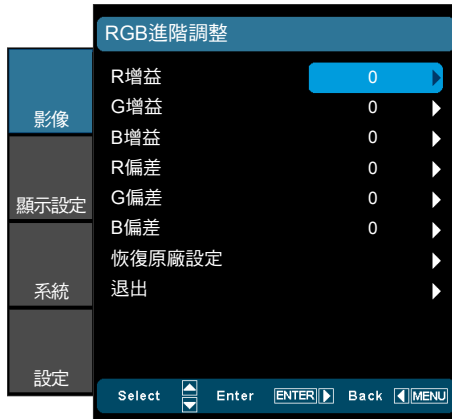 RGB進階調整
影像
顯示設定
系統
設定
R增益 0
G增益 0
B增益 0
R偏差 0
G偏差 0
B偏差 0
恢復原廠設定
退出
Select Enter ENTER Back MENU